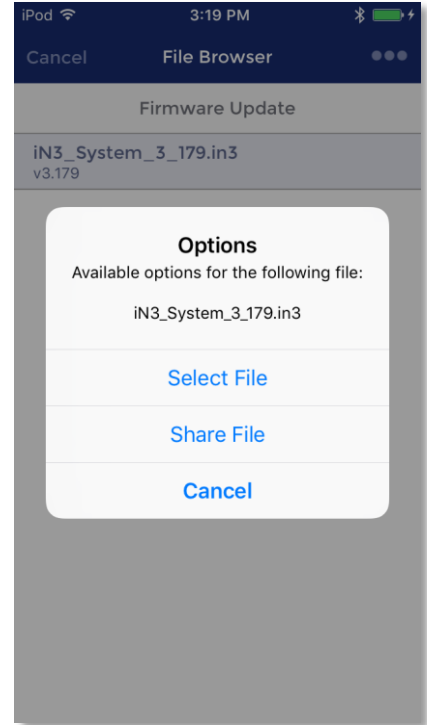 iPod 3:19 PM
Cancel File Browser
Firmware Update
iN3_System_3_179.in3
v3.179
Options
Available options for the following file:
iN3_System_3_179.in3
Select File
Share File
Cancel